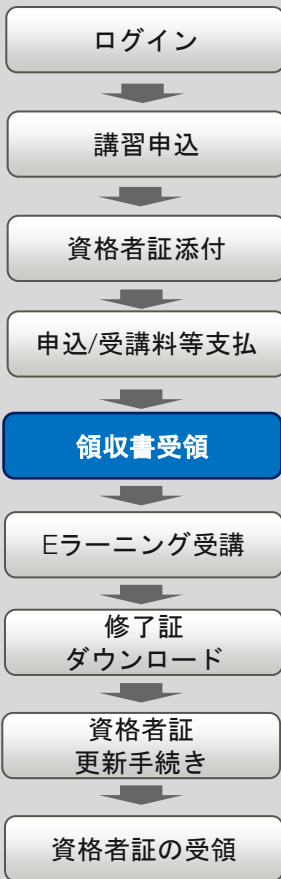 ログイン
講習申込
資格者証添付
申込/受講料等支払
領収書受領
Eラーニング受講
修了証
ダウンロード
資格者証
更新手続き
資格者証の受領